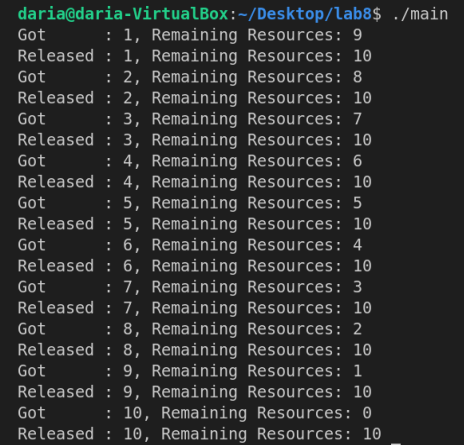 daria@daria-VirtualBox:~/Desktop/lab8$ ./main
Got      : 1, Remaining Resources: 9
Released : 1, Remaining Resources: 10
Got      : 2, Remaining Resources: 8
Released : 2, Remaining Resources: 10
Got      : 3, Remaining Resources: 7
Released : 3, Remaining Resources: 10
Got      : 4, Remaining Resources: 6
Released : 4, Remaining Resources: 10
Got      : 5, Remaining Resources: 5
Released : 5, Remaining Resources: 10
Got      : 6, Remaining Resources: 4
Released : 6, Remaining Resources: 10
Got      : 7, Remaining Resources: 3
Released : 7, Remaining Resources: 10
Got      : 8, Remaining Resources: 2
Released : 8, Remaining Resources: 10
Got      : 9, Remaining Resources: 1
Released : 9, Remaining Resources: 10
Got      : 10, Remaining Resources: 0
Released : 10, Remaining Resources: 10